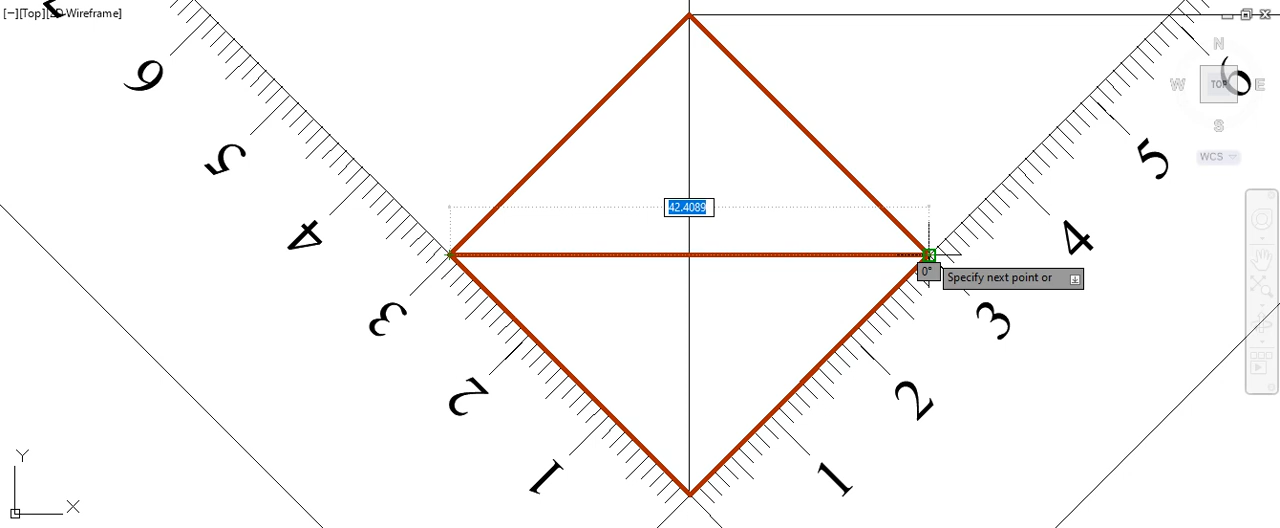 [−][Top][2D Wireframe]
N
W TOP E
S
WCS
6
5
4
3
2
1
6
5
4
3
2
1
42.4089
0°
Specify next point or
Y
X